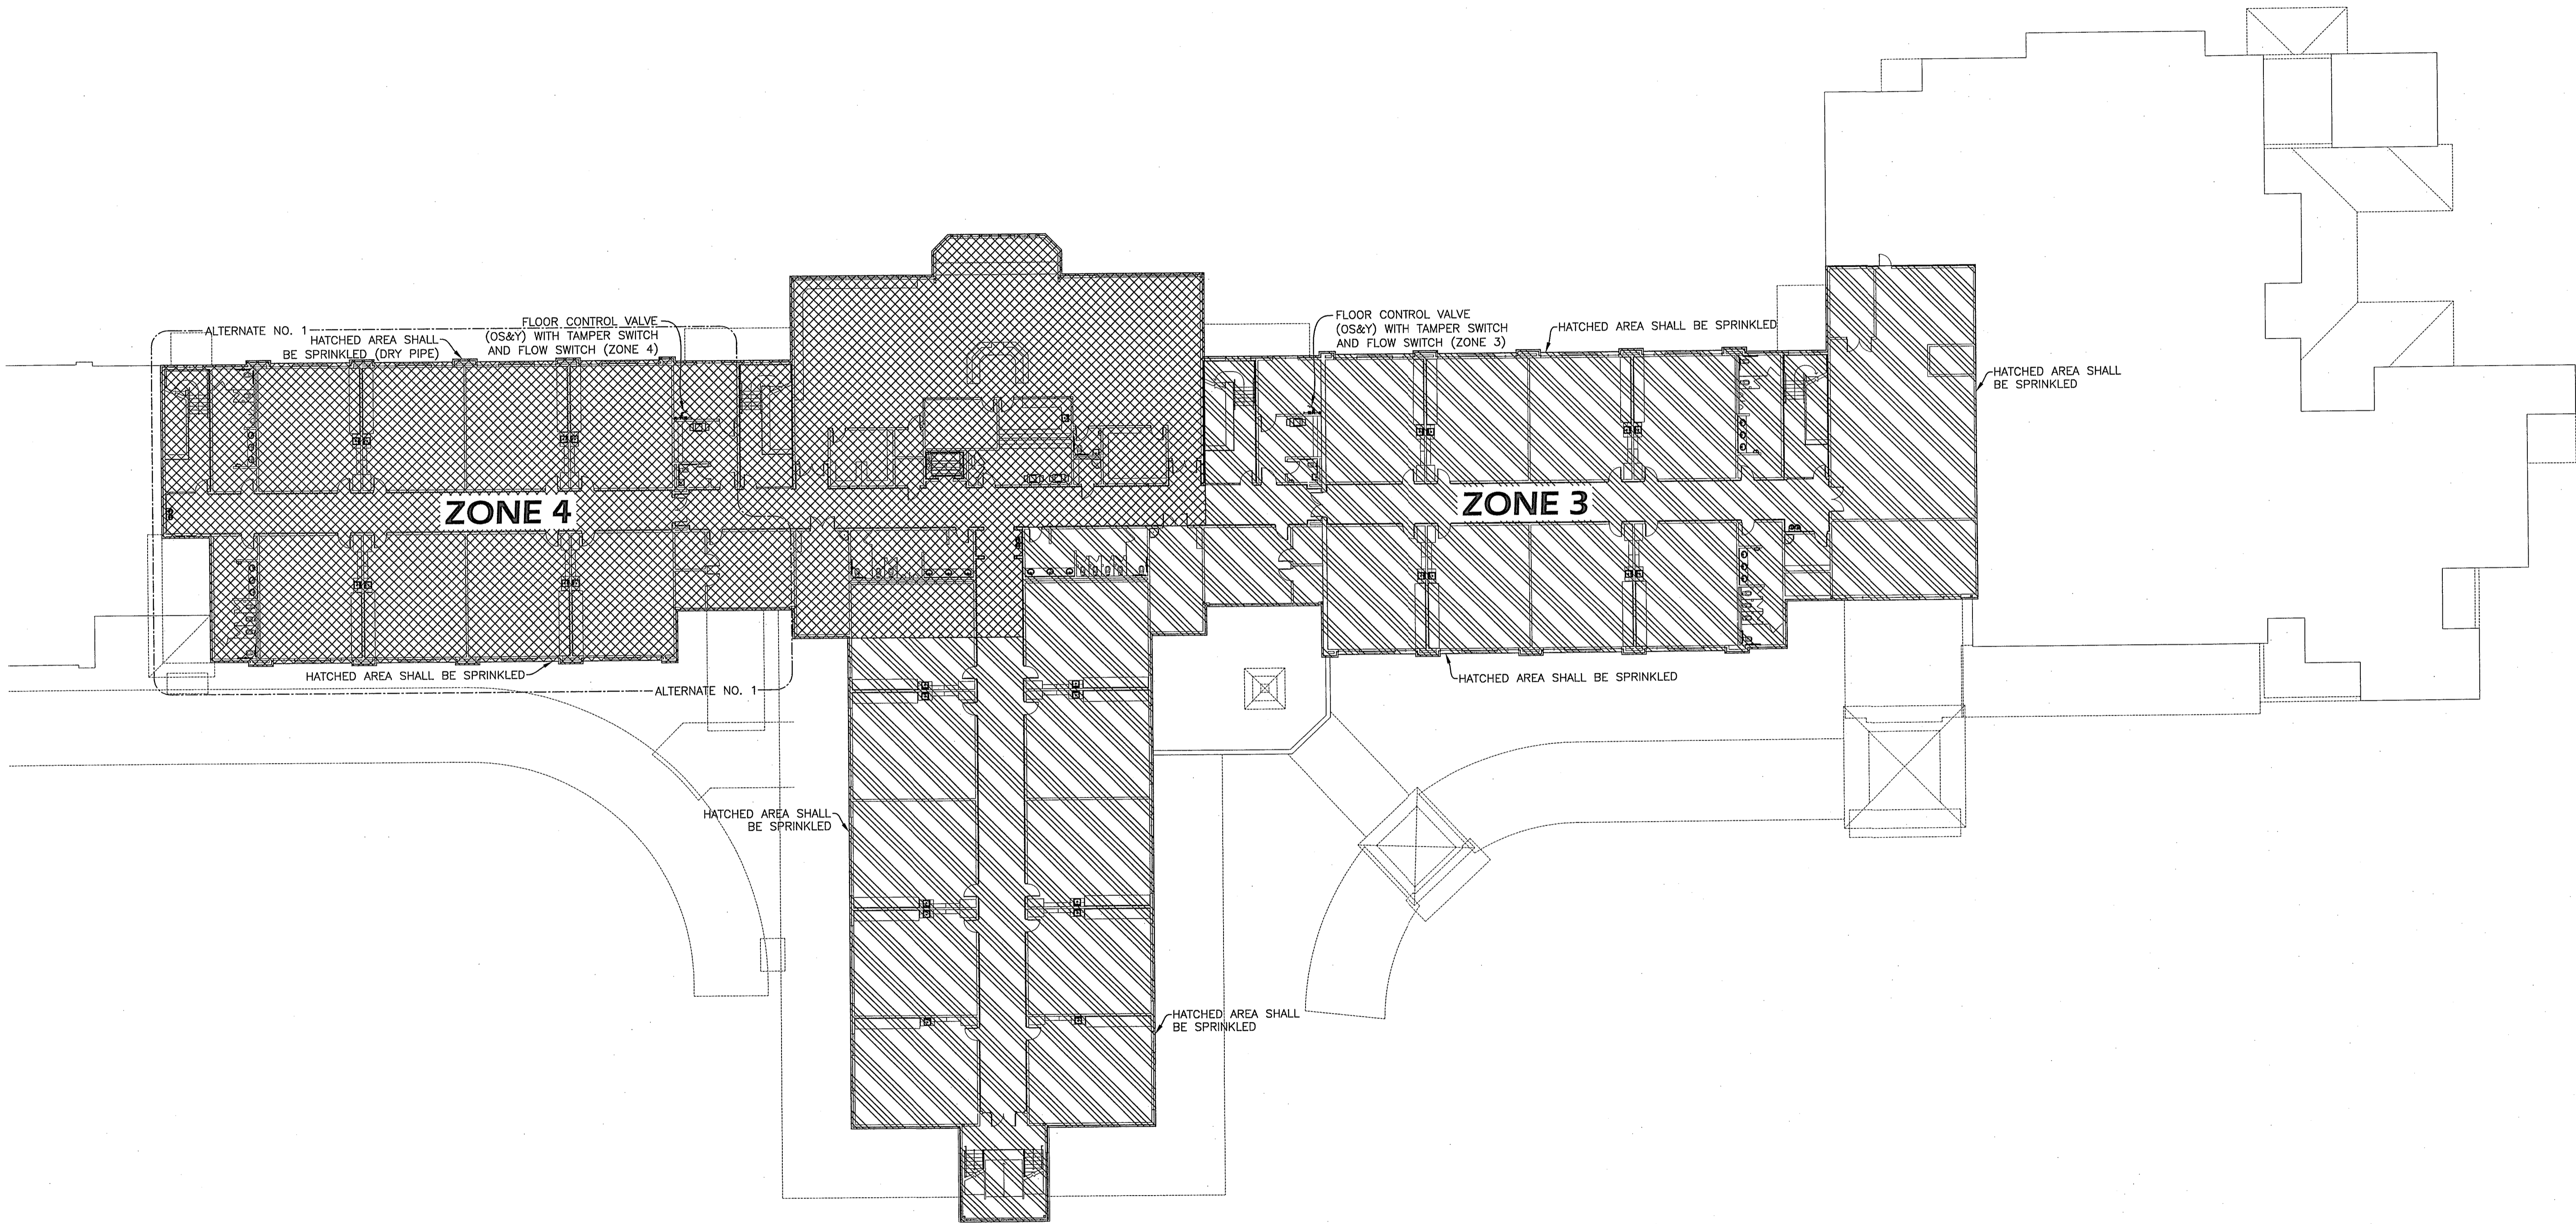 ALTERNATE NO. 1
HATCHED AREA SHALL
BE SPRINKLED (DRY PIPE)
FLOOR CONTROL VALVE
(OS&Y) WITH TAMPER SWITCH
AND FLOW SWITCH (ZONE 4)
FLOOR CONTROL VALVE
(OS&Y) WITH TAMPER SWITCH
AND FLOW SWITCH (ZONE 3)
HATCHED AREA SHALL BE SPRINKLED
HATCHED AREA SHALL
BE SPRINKLED
ZONE 4
ZONE 3
HATCHED AREA SHALL BE SPRINKLED
ALTERNATE NO. 1
HATCHED AREA SHALL BE SPRINKLED
HATCHED AREA SHALL
BE SPRINKLED
HATCHED AREA SHALL
BE SPRINKLED